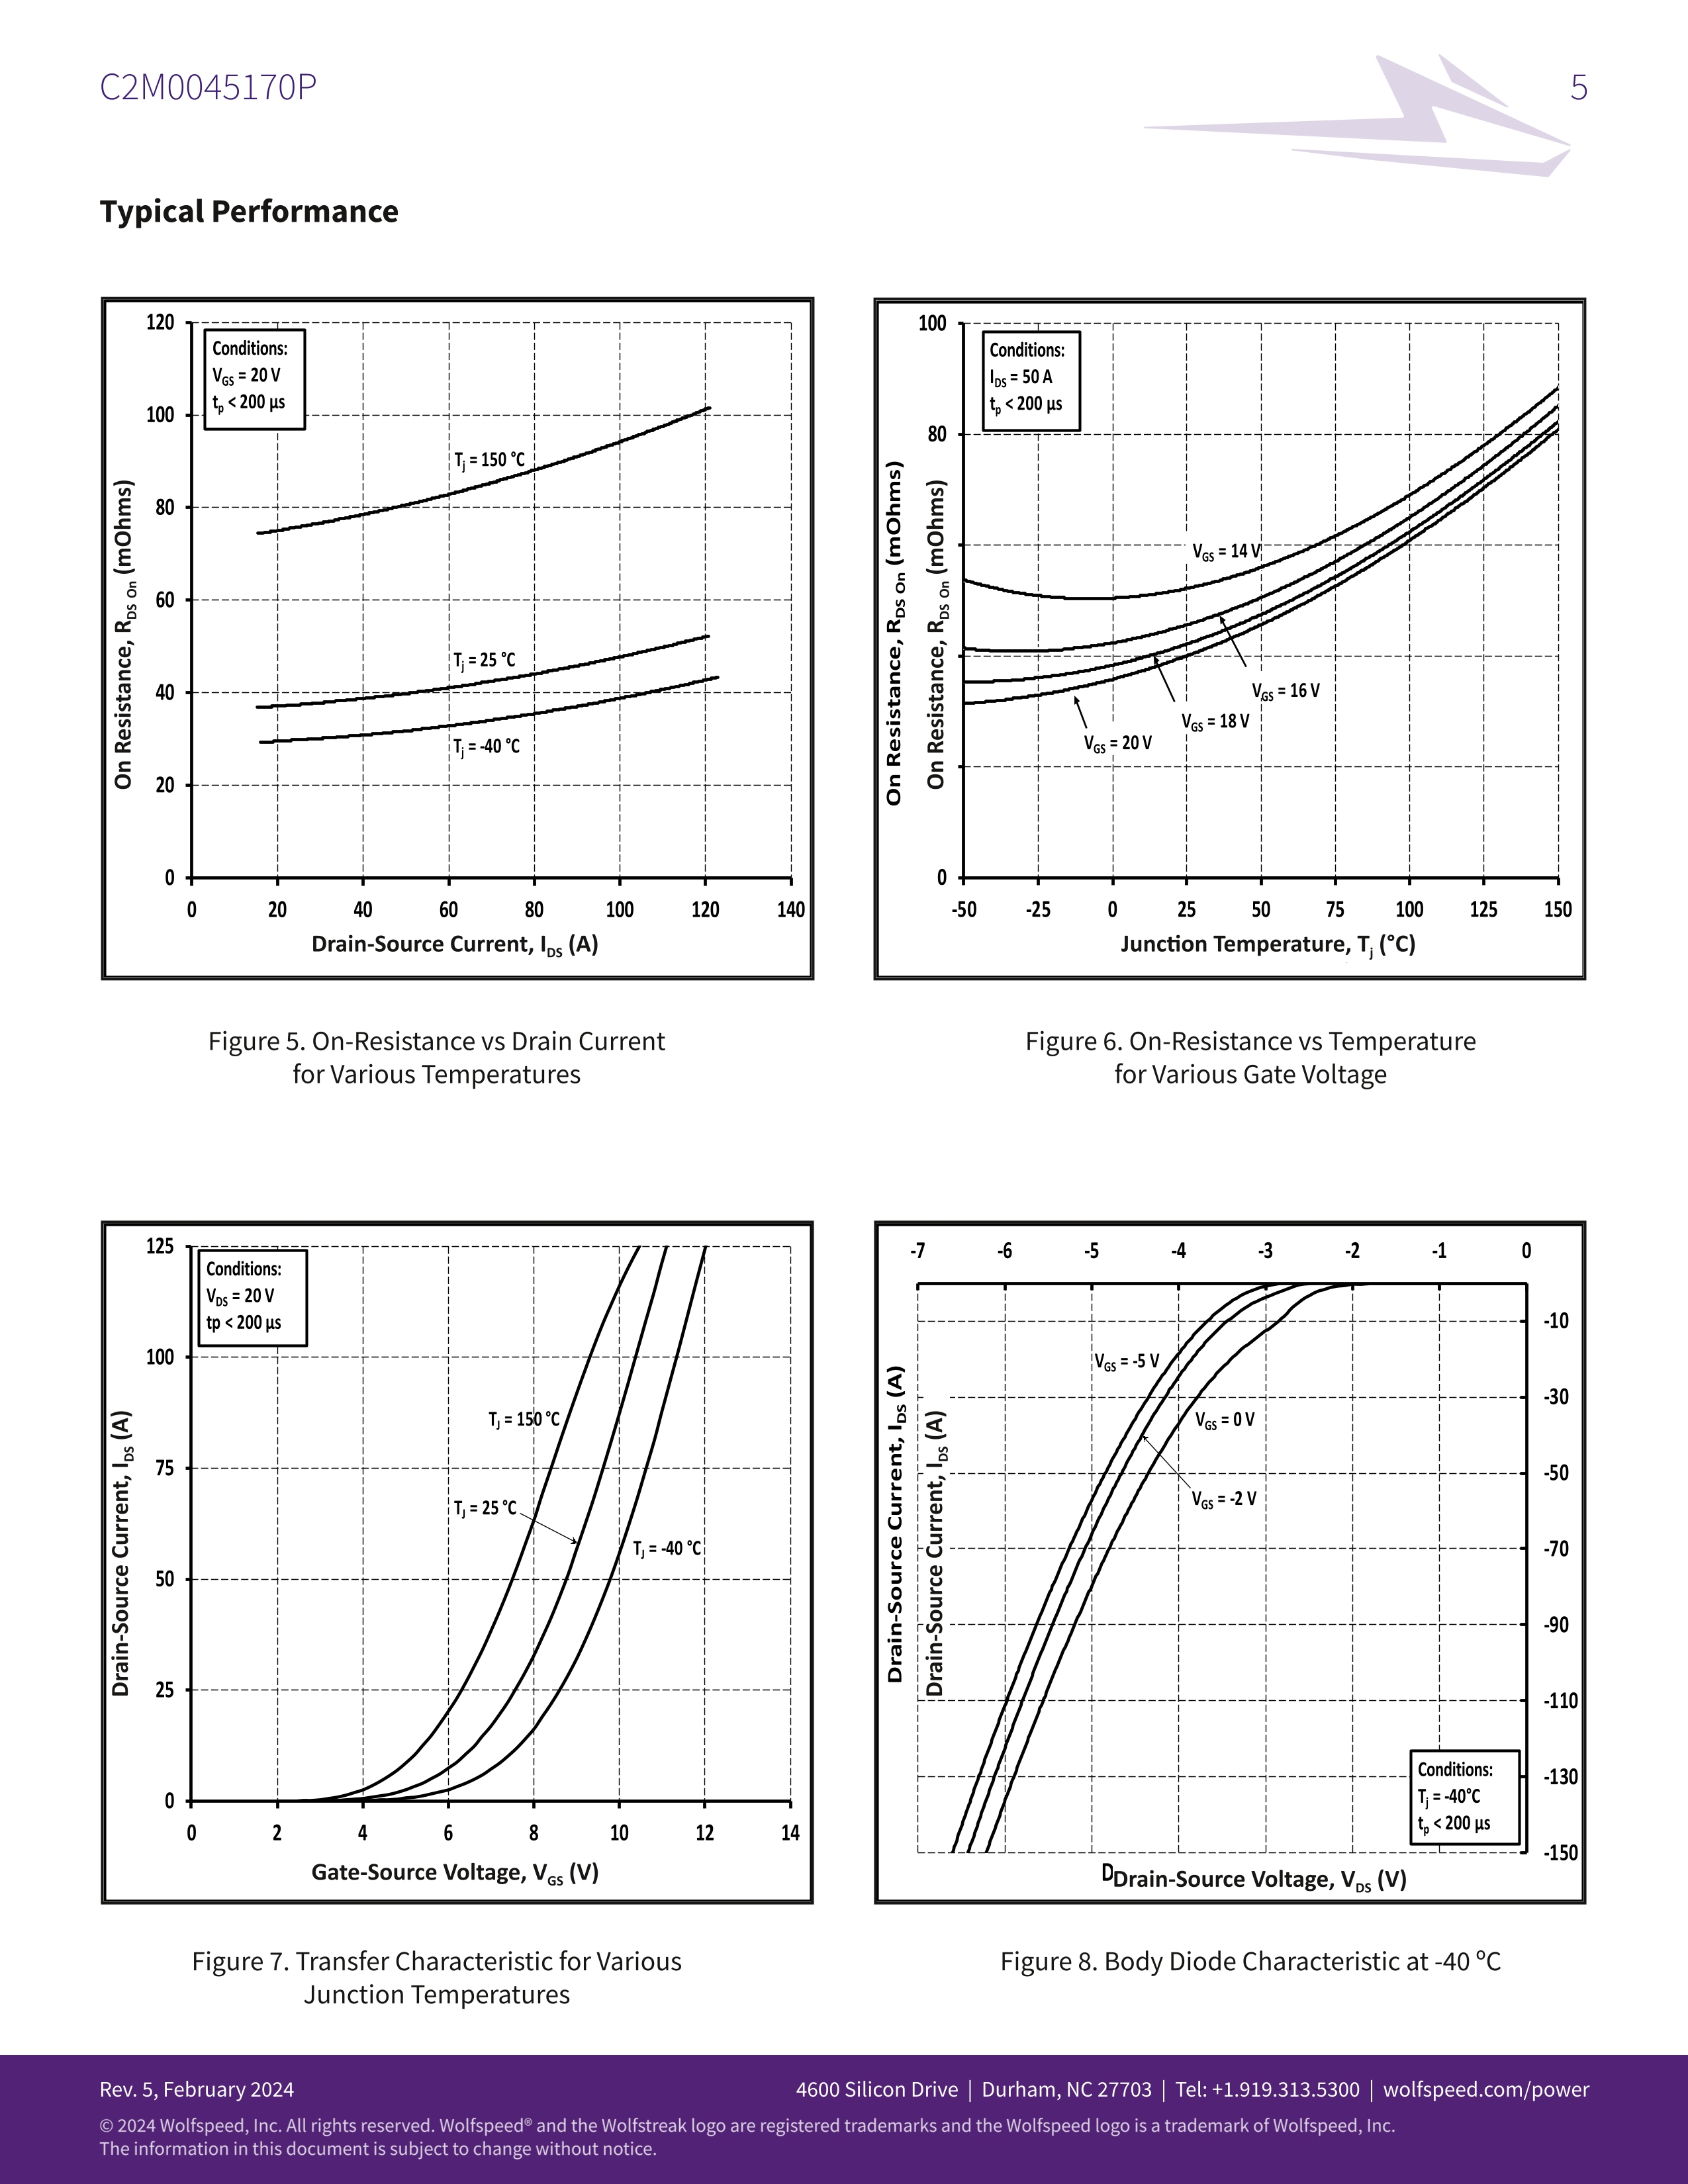 C2M0045170P
5
Typical Performance
120
100
80
60
40
20
0
0 20 40 60 80 100 120 140
On Resistance, RDS On (mOhms)
Conditions:
VGS = 20 V
tp < 200 µs
Tj = 150 °C
Tj = 25 °C
Tj = -40 °C
Drain-Source Current, IDS (A)
Figure 5. On-Resistance vs Drain Current
for Various Temperatures
100
80
0
-50 -25 0 25 50 75 100 125 150
On Resistance, RDS On (mOhms)
On Resistance, RDS On (mOhms)
Conditions:
IDS = 50 A
tp < 200 µs
VGS = 14 V
VGS = 16 V
VGS = 18 V
VGS = 20 V
Junction Temperature, Tj (°C)
Figure 6. On-Resistance vs Temperature
for Various Gate Voltage
125
100
75
50
25
0
0 2 4 6 8 10 12 14
Drain-Source Current, IDS (A)
Conditions:
VDS = 20 V
tp < 200 µs
TJ = 150 °C
TJ = 25 °C
TJ = -40 °C
Gate-Source Voltage, VGS (V)
Figure 7. Transfer Characteristic for Various
Junction Temperatures
-7 -6 -5 -4 -3 -2 -1 0
-10
-30
-50
-70
-90
-110
-130
-150
Drain-Source Current, IDS (A)
Drain-Source Current, IDS (A)
VGS = -5 V
VGS = 0 V
VGS = -2 V
Conditions:
Tj = -40°C
tp < 200 µs
DDrain-Source Voltage, VDS (V)
Figure 8. Body Diode Characteristic at -40 ºC
Rev. 5, February 2024
4600 Silicon Drive | Durham, NC 27703 | Tel: +1.919.313.5300 | wolfspeed.com/power
© 2024 Wolfspeed, Inc. All rights reserved. Wolfspeed® and the Wolfstreak logo are registered trademarks and the Wolfspeed logo is a trademark of Wolfspeed, Inc.
The information in this document is subject to change without notice.